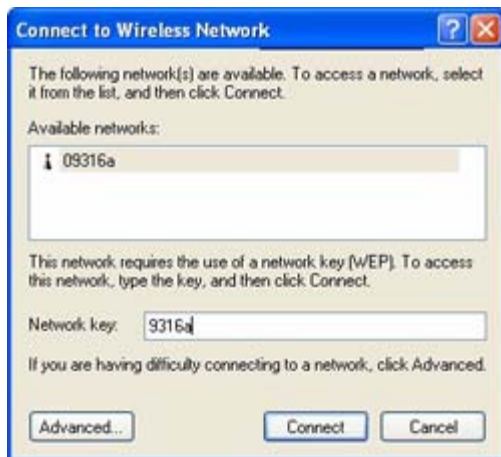 Connect to Wireless Network
The following network(s) are available. To access a network, select
it from the list, and then click Connect.
Available networks:
09316a
This network requires the use of a network key (WEP). To access
this network, type the key, and then click Connect.
Network key: 9316a
If you are having difficulty connecting to a network, click Advanced.
Advanced... Connect Cancel